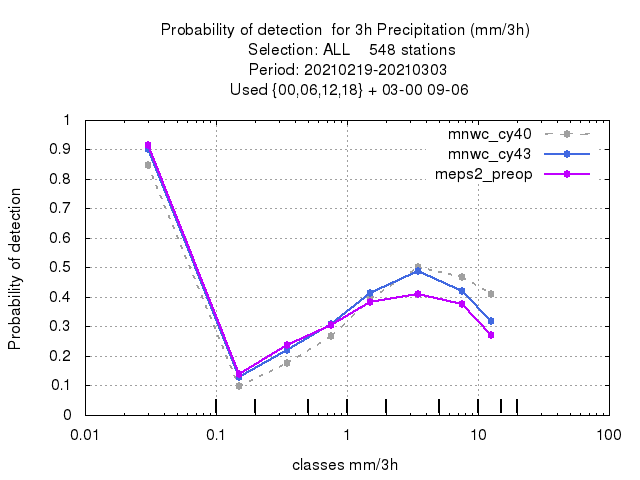 Probability of detection  for 3h Precipitation (mm/3h)
Selection: ALL    548 stations
Period: 20210219-20210303
Used {00,06,12,18} + 03-00 09-06
mnwc_cy40
mnwc_cy43
meps2_preop
1
0.9
0.8
0.7
0.6
0.5
0.4
0.3
0.2
0.1
0
Probability of detection
0.01 0.1 1 10 100
classes mm/3h